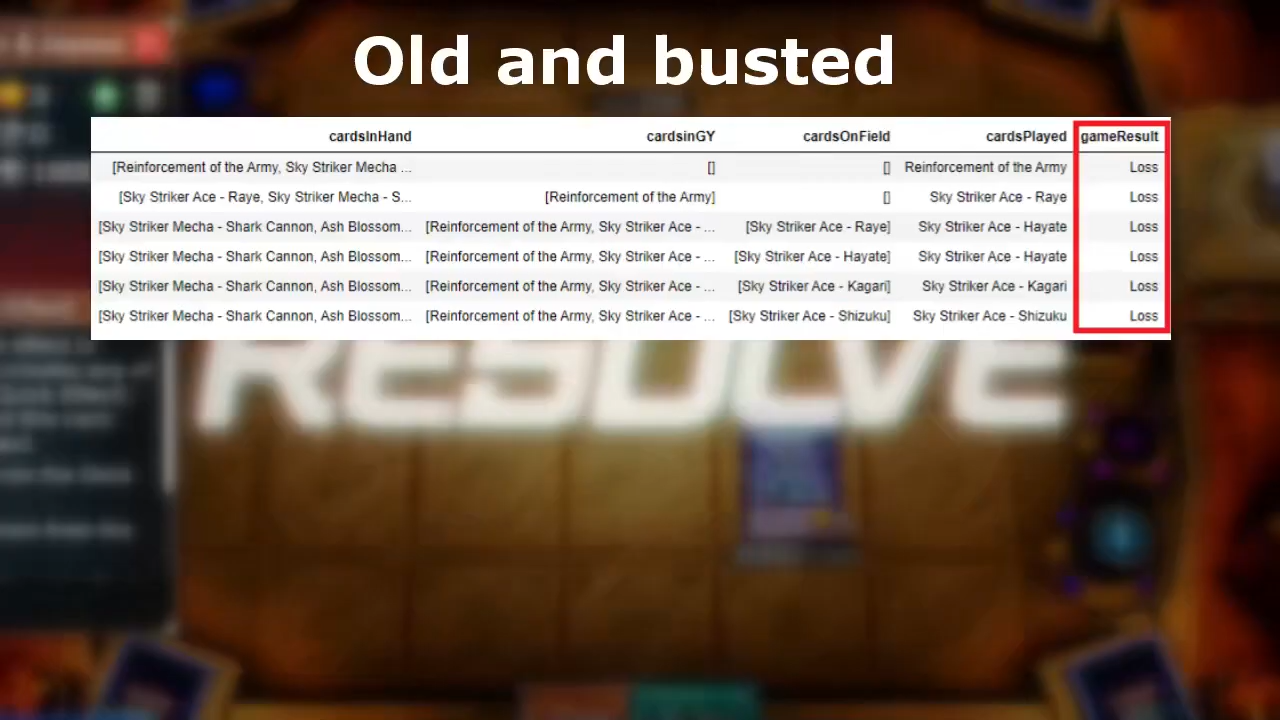 Old and busted
cardsInHand cardsinGY cardsOnField cardsPlayed gameResult
[Reinforcement of the Army, Sky Striker Mecha ... [] [] Reinforcement of the Army Loss
[Sky Striker Ace - Raye, Sky Striker Mecha - S... [Reinforcement of the Army] [] Sky Striker Ace - Raye Loss
[Sky Striker Mecha - Shark Cannon, Ash Blossom... [Reinforcement of the Army, Sky Striker Ace - ... [Sky Striker Ace - Raye] Sky Striker Ace - Hayate Loss
[Sky Striker Mecha - Shark Cannon, Ash Blossom... [Reinforcement of the Army, Sky Striker Ace - ... [Sky Striker Ace - Hayate] Sky Striker Ace - Hayate Loss
[Sky Striker Mecha - Shark Cannon, Ash Blossom... [Reinforcement of the Army, Sky Striker Ace - ... [Sky Striker Ace - Kagari] Sky Striker Ace - Kagari Loss
[Sky Striker Mecha - Shark Cannon, Ash Blossom... [Reinforcement of the Army, Sky Striker Ace - ... [Sky Striker Ace - Shizuku] Sky Striker Ace - Shizuku Loss
RESOLVE